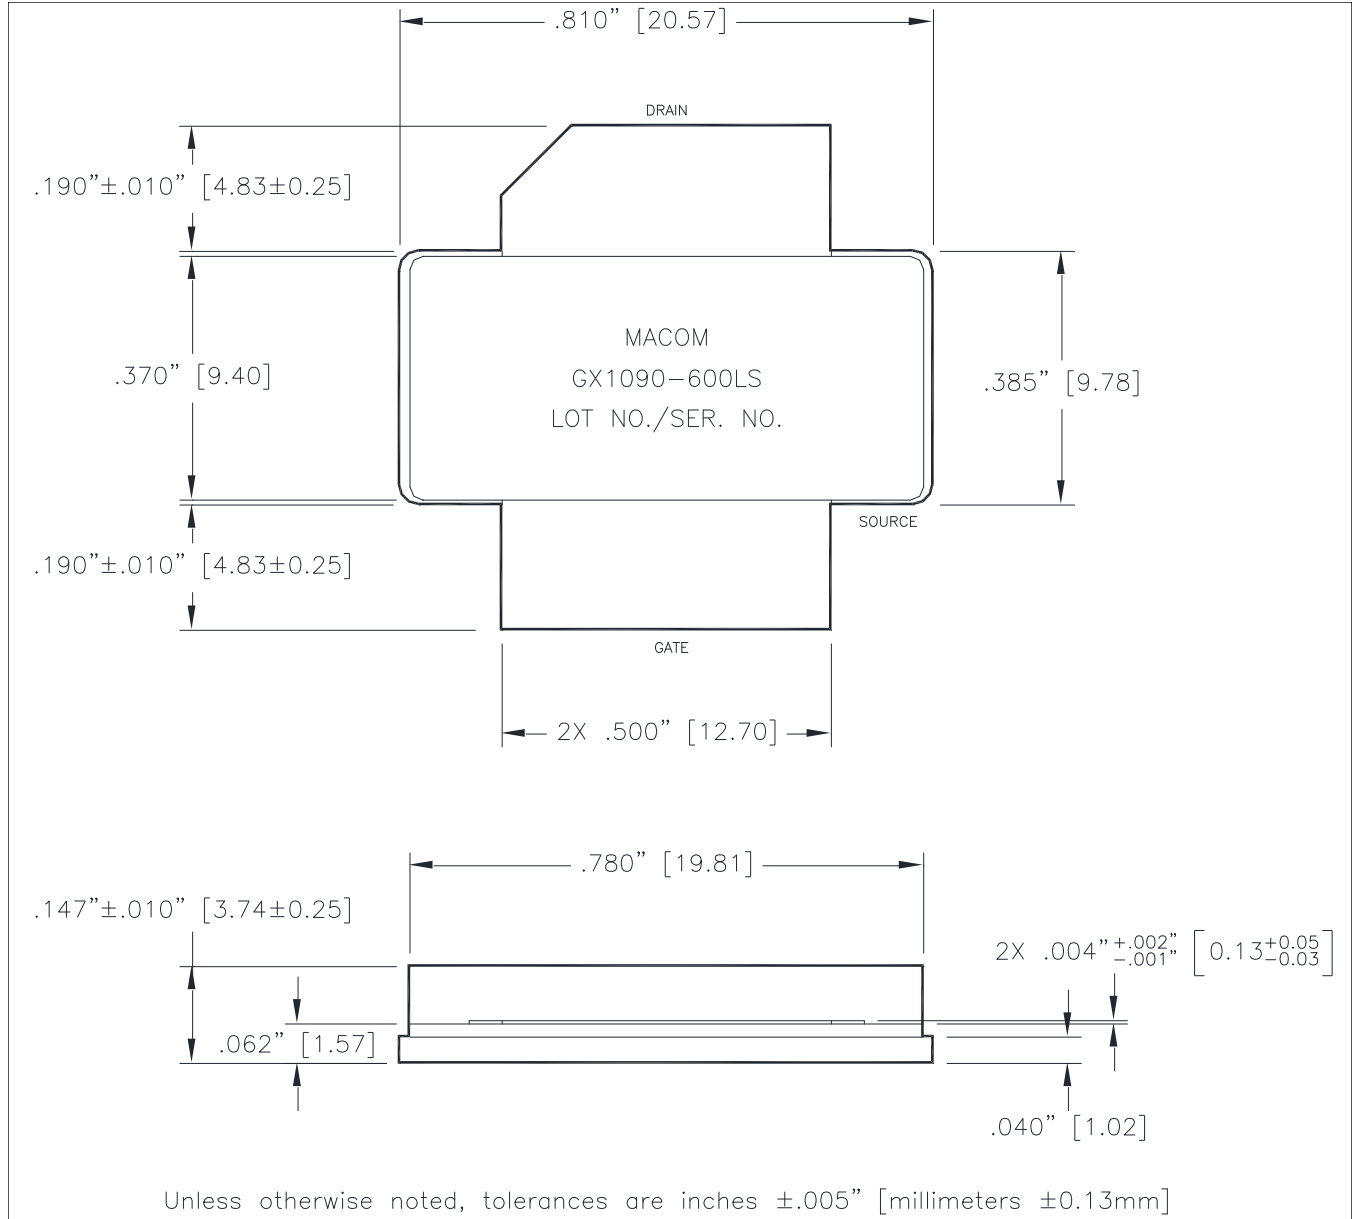 .810” [20.57]
DRAIN
.190”±.010” [4.83±0.25]
MACOM
GX1090-600LS
LOT NO./SER. NO.
.370” [9.40]
.385” [9.78]
SOURCE
.190”±.010” [4.83±0.25]
GATE
2X .500” [12.70]
.780” [19.81]
.147”±.010” [3.74±0.25]
2X .004” +.002” -.001” [0.13 +0.05 -0.03]
.062” [1.57]
.040” [1.02]
Unless otherwise noted, tolerances are inches ±.005” [millimeters ±0.13mm]